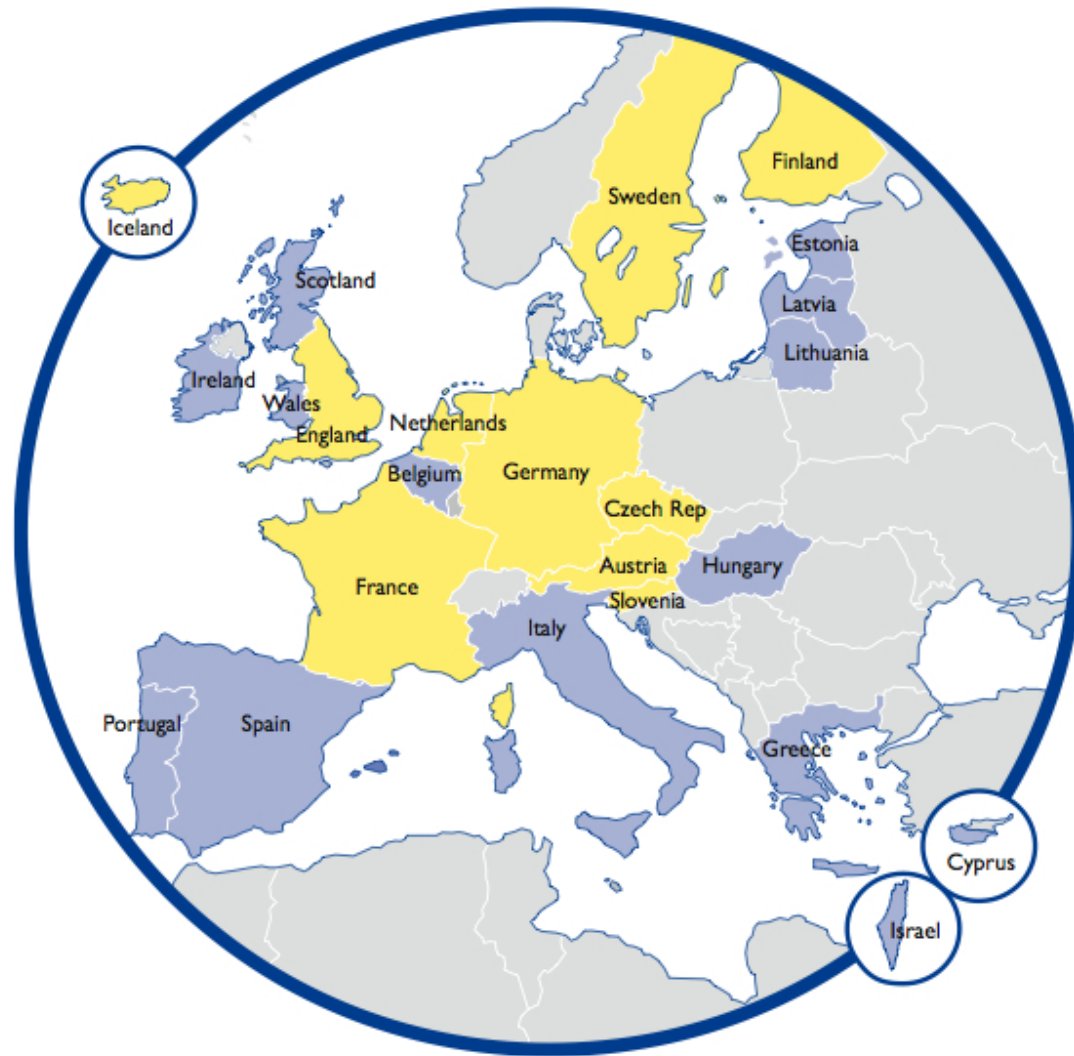 Finland
Sweden
Iceland
Estonia
Scotland
Latvia
Lithuania
Ireland
Wales
Netherlands
England
Belgium
Germany
Czech Rep
Austria
Hungary
France
Slovenia
Italy
Portugal
Spain
Greece
Cyprus
Israel